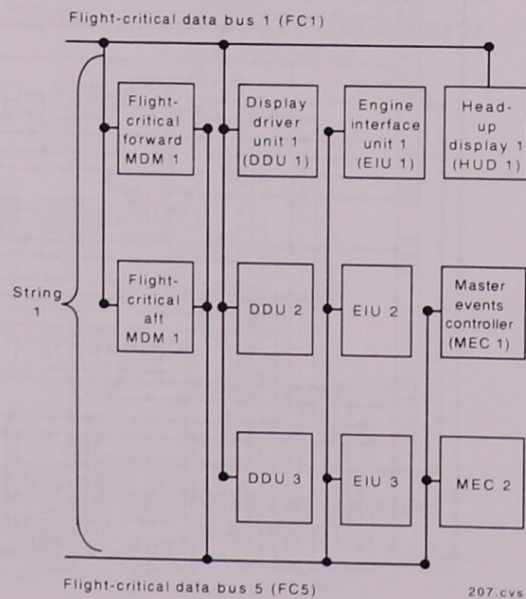 Flight-critical data bus 1 (FC1)
Flight-
critical
forward
MDM 1
Display
driver
unit 1
(DDU 1)
Engine
interface
unit 1
(EIU 1)
Head-
up
display 1
(HUD 1)
String
1
Flight-
critical
aft
MDM 1
DDU 2
EIU 2
Master
events
controller
(MEC 1)
DDU 3
EIU 3
MEC 2
Flight-critical data bus 5 (FC5)
207.cvs